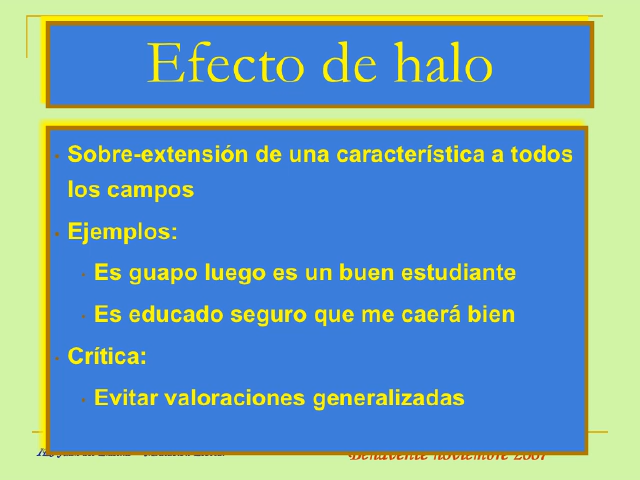 Efecto de halo
Sobre-extensión de una característica a todos
los campos
Ejemplos:
Es guapo luego es un buen estudiante
Es educado seguro que me caerá bien
Crítica:
Evitar valoraciones generalizadas
Benavente noviembre 2007